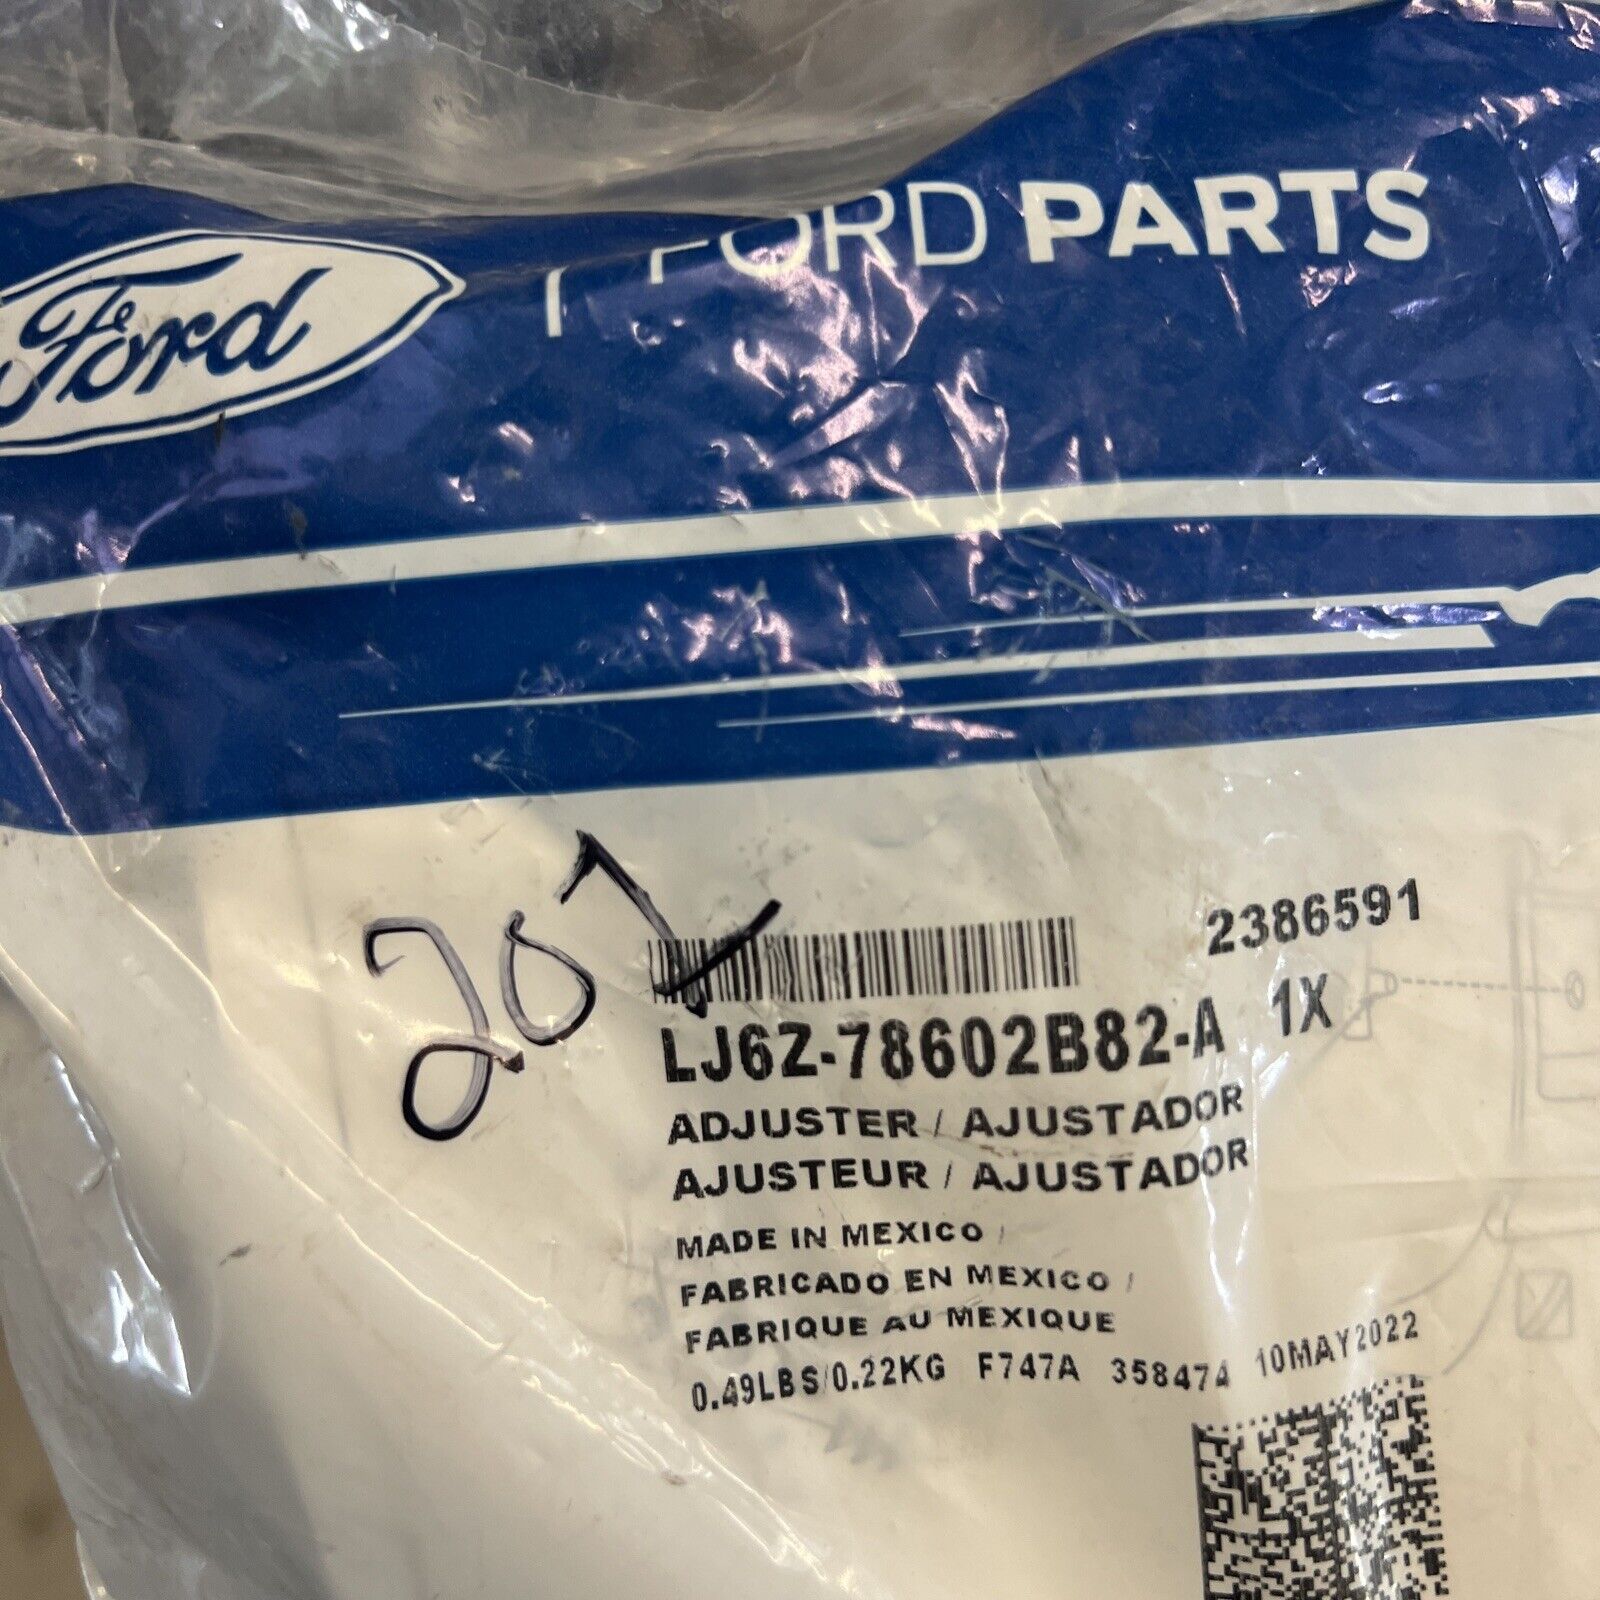 Ford
FORD PARTS
207
2386591
LJ6Z-78602B82-A 1X
ADJUSTER / AJUSTADOR
AJUSTEUR / AJUSTADOR
MADE IN MEXICO /
FABRICADO EN MEXICO /
FABRIQUE AU MEXIQUE
0.49LBS/0.22KG F747A 358474 10MAY2022